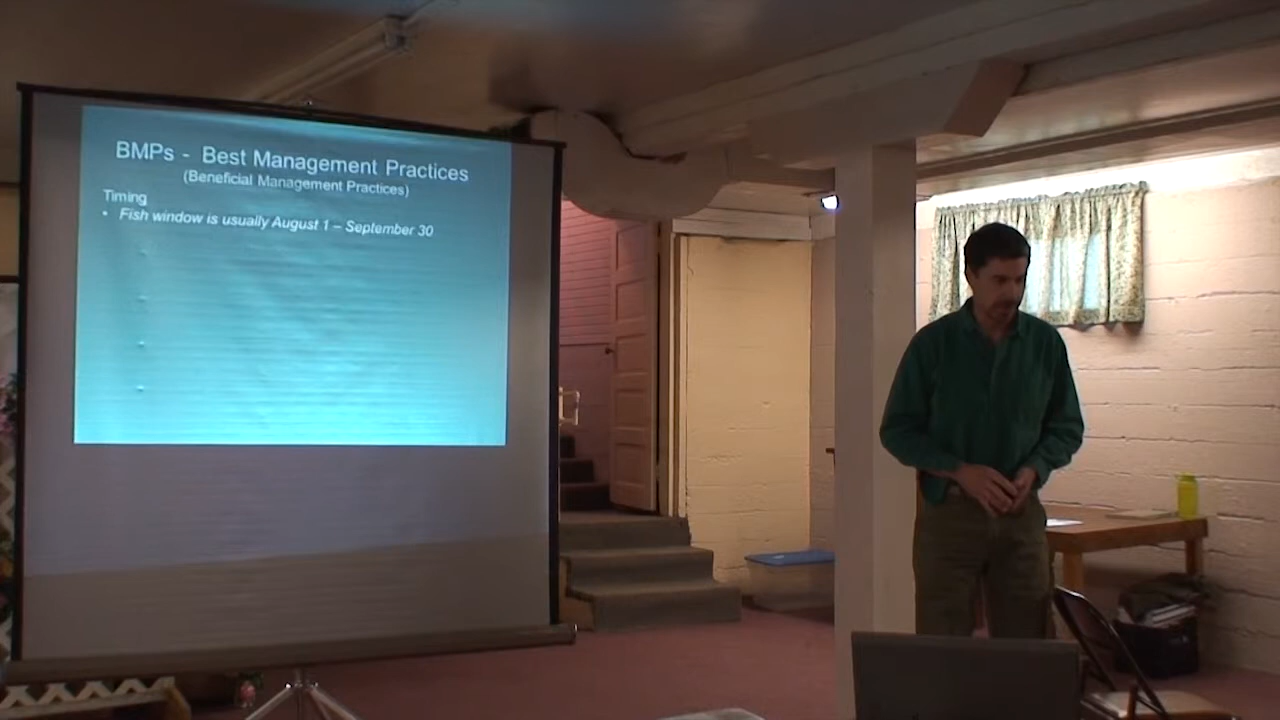 BMPs - Best Management Practices
(Beneficial Management Practices)
Timing
• Fish window is usually August 1 – September 30